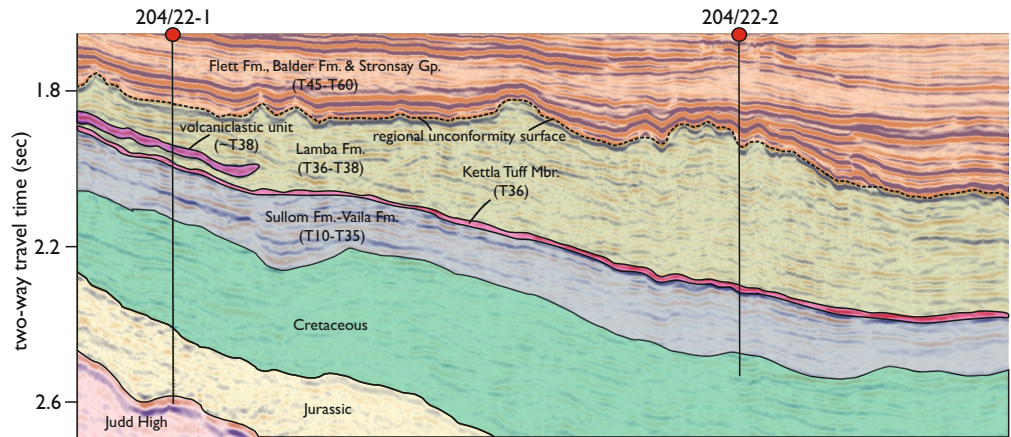 204/22-1
204/22-2
Flett Fm., Balder Fm. & Stronsay Gp.
(T45-T60)
1.8
volcaniclastic unit
(~T38)
regional unconformity surface
Lamba Fm.
(T36-T38)
Kettla Tuff Mbr.
(T36)
two-way travel time (sec)
Sullom Fm.-Vaila Fm.
(T10-T35)
2.2
Cretaceous
2.6
Jurassic
Judd High